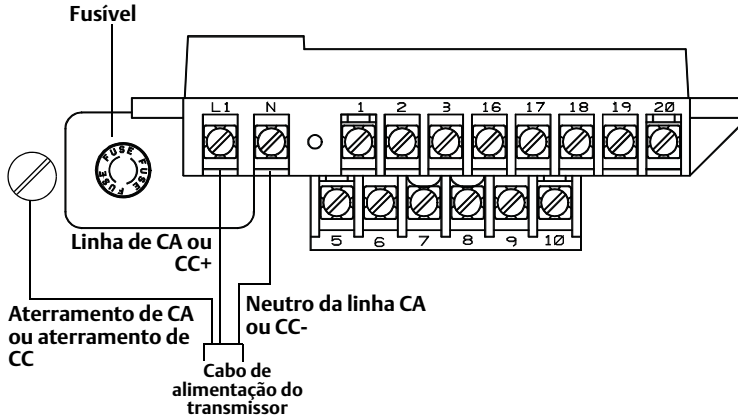 Fusível
L1 N 1 2 3 16 17 18 19 20
FUSE FUSE FUSE
5 6 7 8 9 10
Linha de CA ou
CC+
Neutro da linha CA
ou CC-
Aterramento de CA
ou aterramento de
CC
Cabo de
alimentação do
transmissor